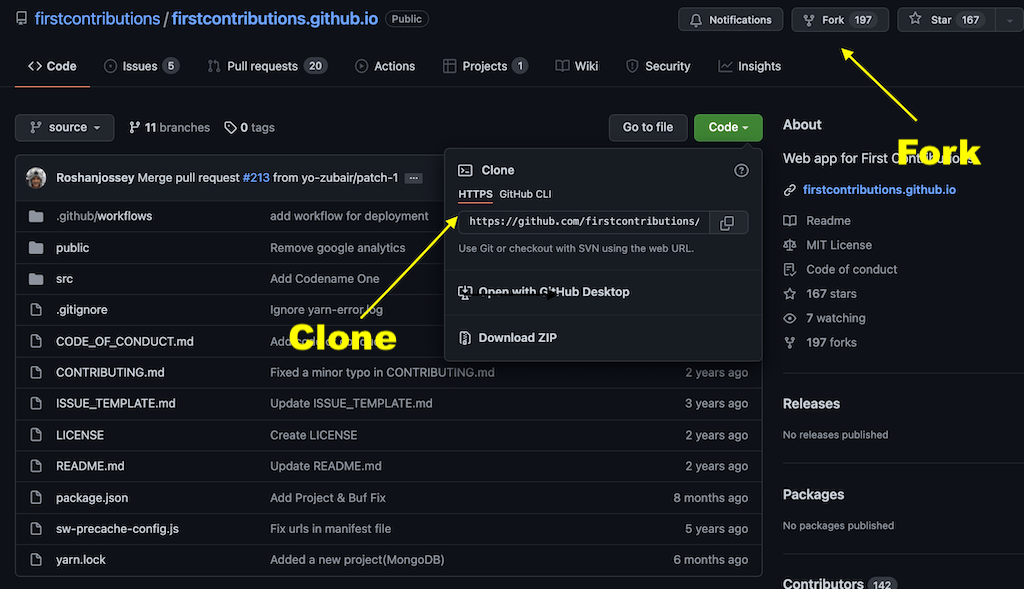 firstcontributions / firstcontributions.github.io Public
Notifications
Fork 197
Star 167
Code
Issues 5
Pull requests 20
Actions
Projects 1
Wiki
Security
Insights
source
11 branches
0 tags
Go to file
Code
Roshanjossey Merge pull request #213 from yo-zubair/patch-1
.github/workflows add workflow for deployment
public Remove google analytics
src Add Codename One
.gitignore Ignore yarn-error.log
CODE_OF_CONDUCT.md Add
CONTRIBUTING.md Fixed a minor typo in CONTRIBUTING.md 2 years ago
ISSUE_TEMPLATE.md Update ISSUE_TEMPLATE.md 3 years ago
LICENSE Create LICENSE 2 years ago
README.md Update README.md 2 years ago
package.json Add Project & Buf Fix 8 months ago
sw-precache-config.js Fix urls in manifest file 5 years ago
yarn.lock Added a new project(MongoDB) 6 months ago
Clone
HTTPS GitHub CLI
https://github.com/firstcontributions/
Use Git or checkout with SVN using the web URL.
Open with GitHub Desktop
Download ZIP
Clone
Fork
About
Web app for First Contributions
firstcontributions.github.io
Readme
MIT License
Code of conduct
167 stars
7 watching
197 forks
Releases
No releases published
Packages
No packages published
Contributors 142